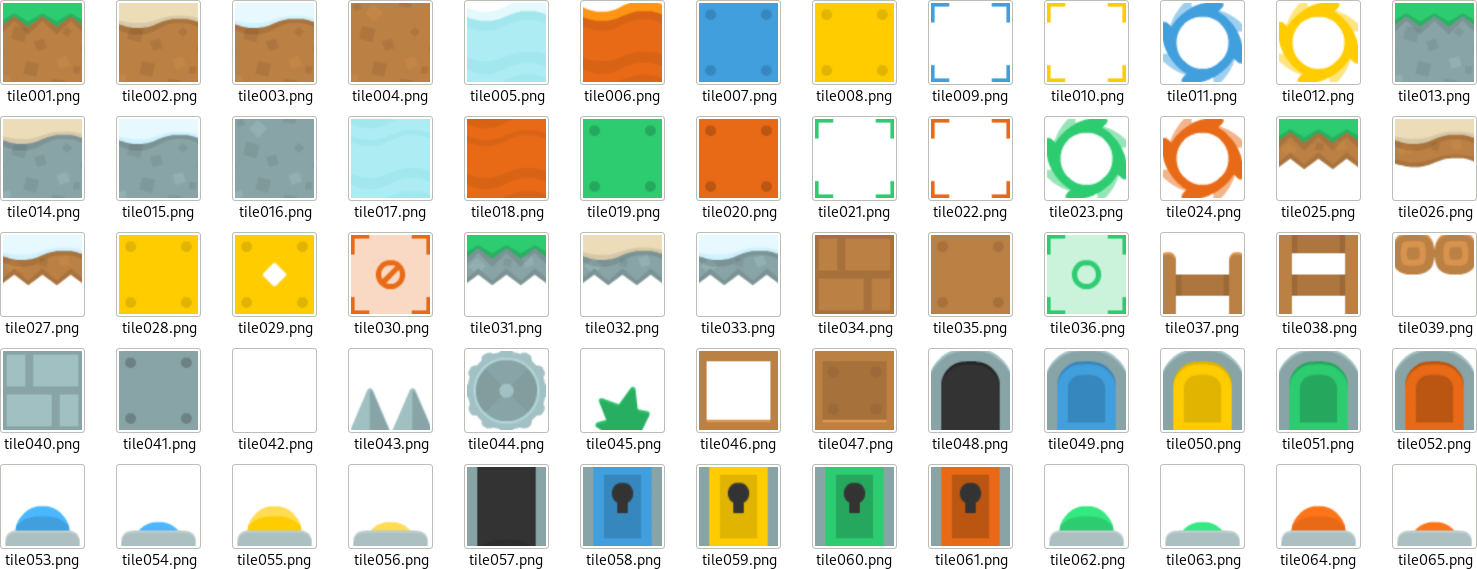 tile001.png tile002.png tile003.png tile004.png tile005.png tile006.png tile007.png tile008.png tile009.png tile010.png tile011.png tile012.png tile013.png
tile014.png tile015.png tile016.png tile017.png tile018.png tile019.png tile020.png tile021.png tile022.png tile023.png tile024.png tile025.png tile026.png
tile027.png tile028.png tile029.png tile030.png tile031.png tile032.png tile033.png tile034.png tile035.png tile036.png tile037.png tile038.png tile039.png
tile040.png tile041.png tile042.png tile043.png tile044.png tile045.png tile046.png tile047.png tile048.png tile049.png tile050.png tile051.png tile052.png
tile053.png tile054.png tile055.png tile056.png tile057.png tile058.png tile059.png tile060.png tile061.png tile062.png tile063.png tile064.png tile065.png